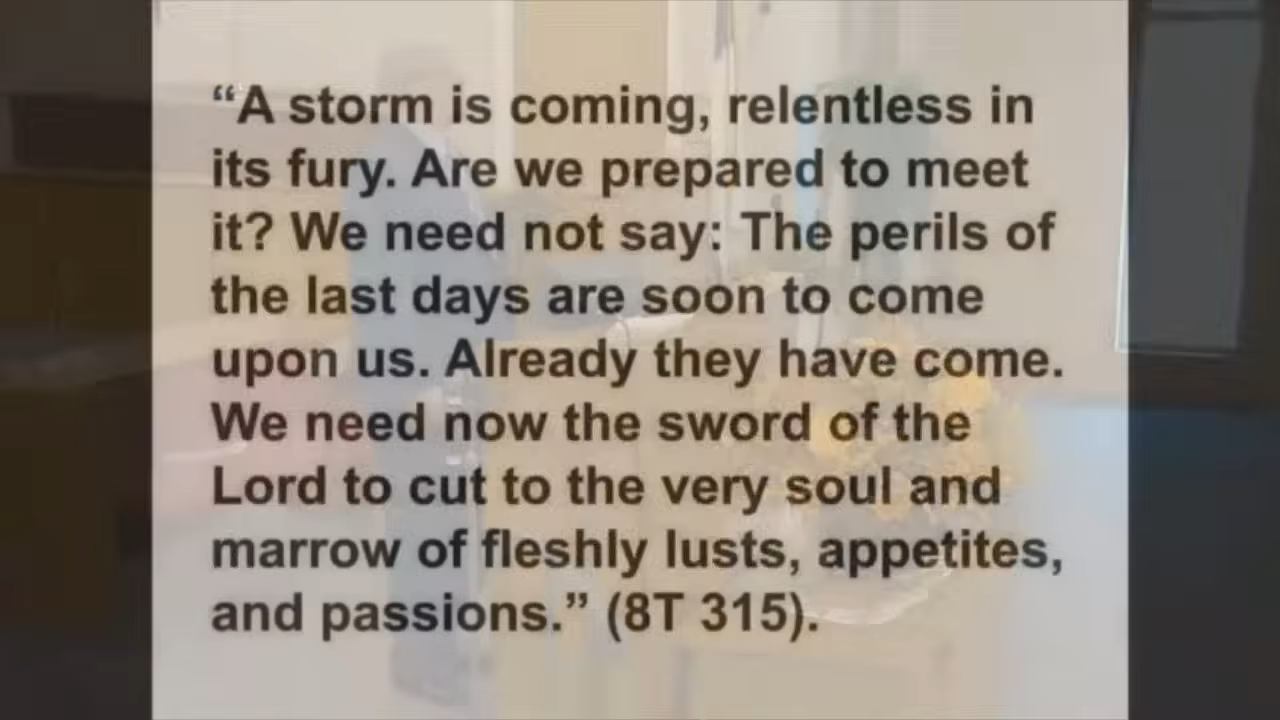 “A storm is coming, relentless in
its fury. Are we prepared to meet
it? We need not say: The perils of
the last days are soon to come
upon us. Already they have come.
We need now the sword of the
Lord to cut to the very soul and
marrow of fleshly lusts, appetites,
and passions.” (8T 315).